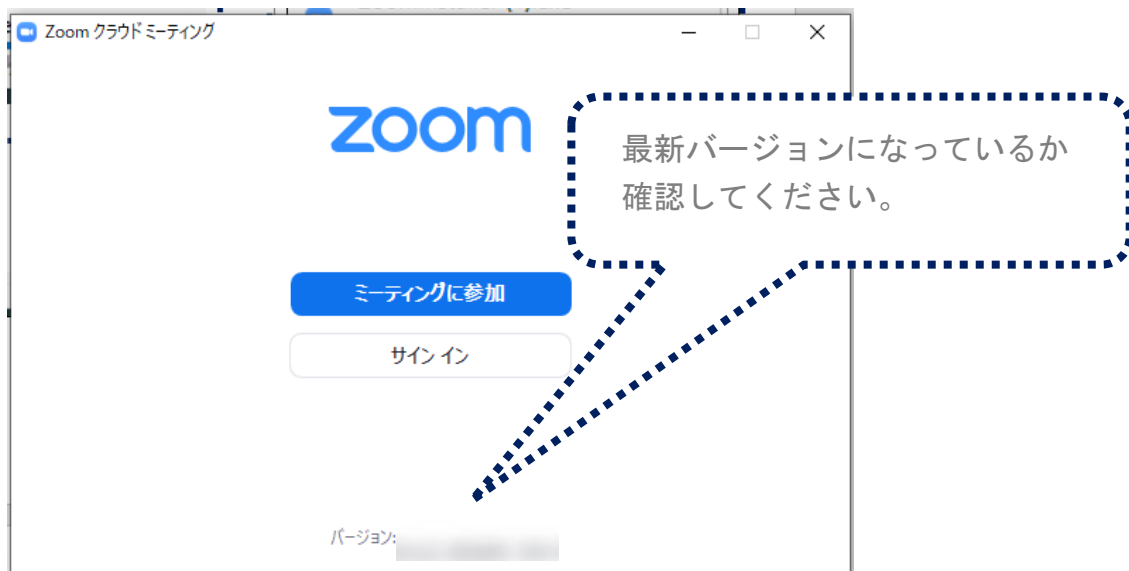 Zoom クラウド ミーティング
zoom
最新バージョンになっているか
確認してください。
ミーティングに参加
サイン イン
バージョン: